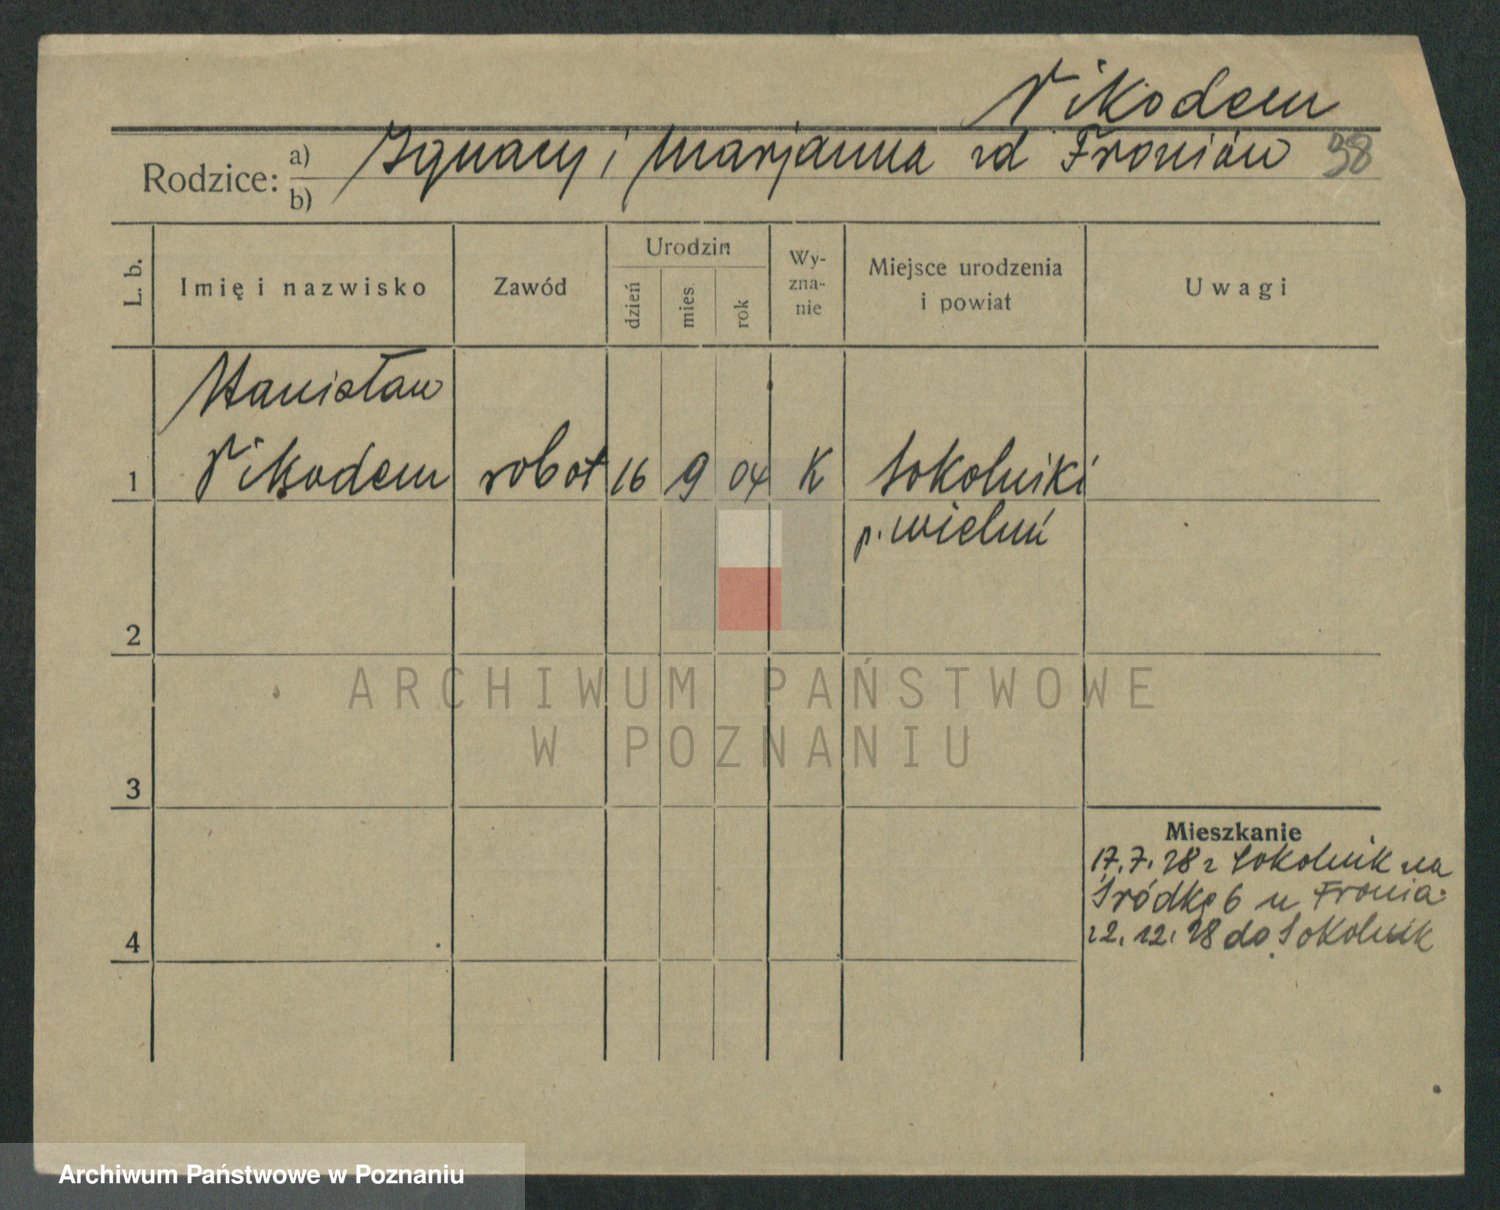 Nikodem
Rodzice: a) Ignacy i Marjanna zd Froniów 38
b)
L. b. Imię i nazwisko Zawód Urodzin dzień mies. rok Wy-zna-nie Miejsce urodzenia i powiat Uwagi
Stanisław
1 Nikodem robot 16 9 04 K Sokolniki
p. Wieluń
2
ARCHIWUM PAŃSTWOWE
W POZNANIU
3
Mieszkanie
17.7.28 z Sokolnik na
Śródkę 6 u Fronia
4 12.12.28 do Sokolnik
Archiwum Państwowe w Poznaniu